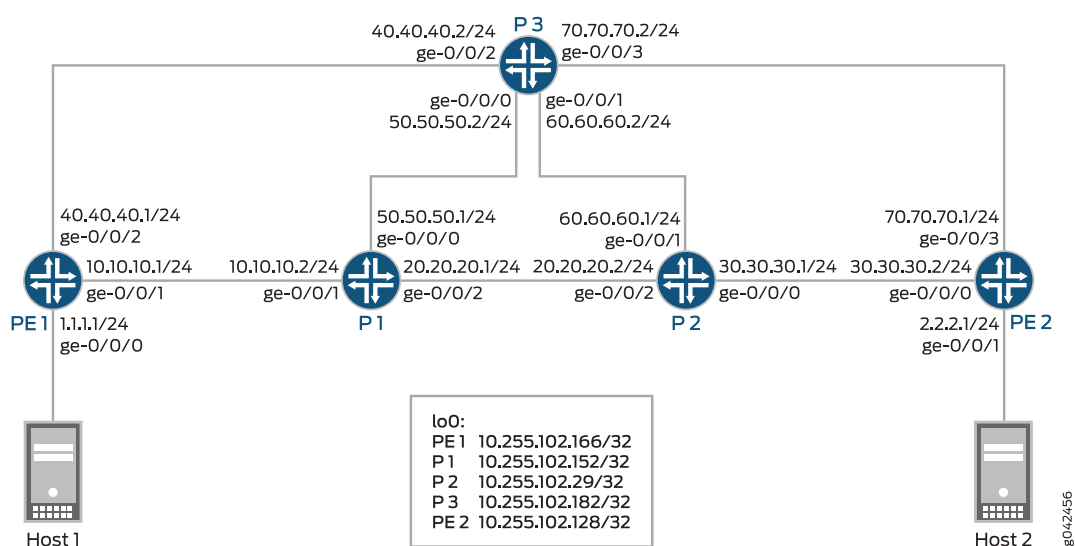 P 3
40.40.40.2/24
ge-0/0/2
70.70.70.2/24
ge-0/0/3
ge-0/0/0
50.50.50.2/24
ge-0/0/1
60.60.60.2/24
40.40.40.1/24
ge-0/0/2
50.50.50.1/24
ge-0/0/0
60.60.60.1/24
ge-0/0/1
70.70.70.1/24
ge-0/0/3
10.10.10.1/24
ge-0/0/1
10.10.10.2/24
ge-0/0/1
20.20.20.1/24
ge-0/0/2
20.20.20.2/24
ge-0/0/2
30.30.30.1/24
ge-0/0/0
30.30.30.2/24
ge-0/0/0
PE 1
P 1
P 2
PE 2
1.1.1.1/24
ge-0/0/0
2.2.2.1/24
ge-0/0/1
lo0:
PE 1 10.255.102.166/32
P 1 10.255.102.152/32
P 2 10.255.102.29/32
P 3 10.255.102.182/32
PE 2 10.255.102.128/32
Host 1
Host 2
g042456